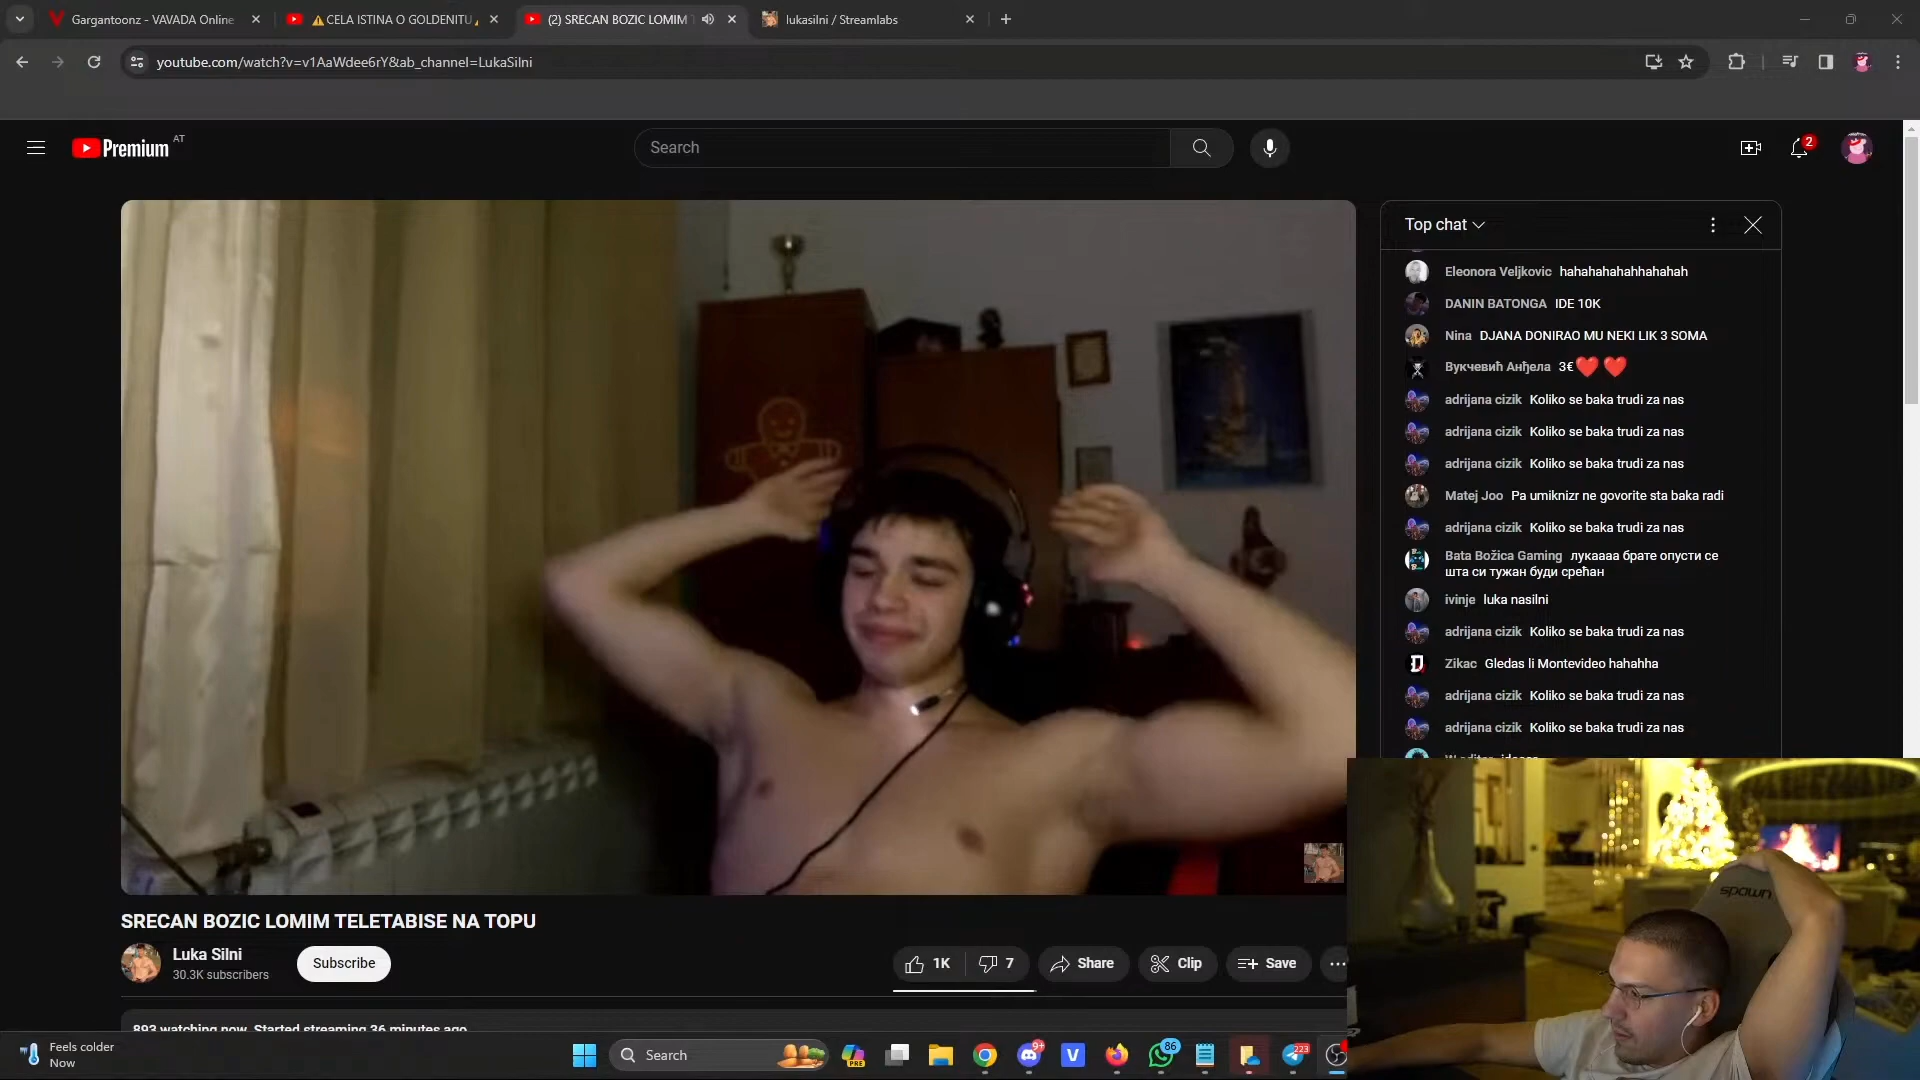 Gargantoonz - VAVADA Online
CELA ISTINA O GOLDENITU
(2) SRECAN BOZIC LOMIM
lukasilni / Streamlabs
youtube.com/watch?v=v1AaWdee6rY&ab_channel=LukaSilni
Premium AT
Search
2
Top chat
Eleonora Veljkovic hahahahahahhahahah
DANIN BATONGA IDE 10K
Nina DJANA DONIRAO MU NEKI LIK 3 SOMA
Вукчевић Анђела 3€❤️❤️
adrijana cizik Koliko se baka trudi za nas
adrijana cizik Koliko se baka trudi za nas
adrijana cizik Koliko se baka trudi za nas
Matej Joo Pa umiknizr ne govorite sta baka radi
adrijana cizik Koliko se baka trudi za nas
Bata Božica Gaming лукаааа брате опусти се
шта си тужан буди срећан
ivinje luka nasilni
adrijana cizik Koliko se baka trudi za nas
Zikac Gledas li Montevideo hahahha
adrijana cizik Koliko se baka trudi za nas
adrijana cizik Koliko se baka trudi za nas
spawn
SRECAN BOZIC LOMIM TELETABISE NA TOPU
Luka Silni
30.3K subscribers
Subscribe
1K
7
Share
Clip
Save
893 watching now Started streaming 36 minutes ago
Feels colder
Now
Search
PRE
9+
V
86
223